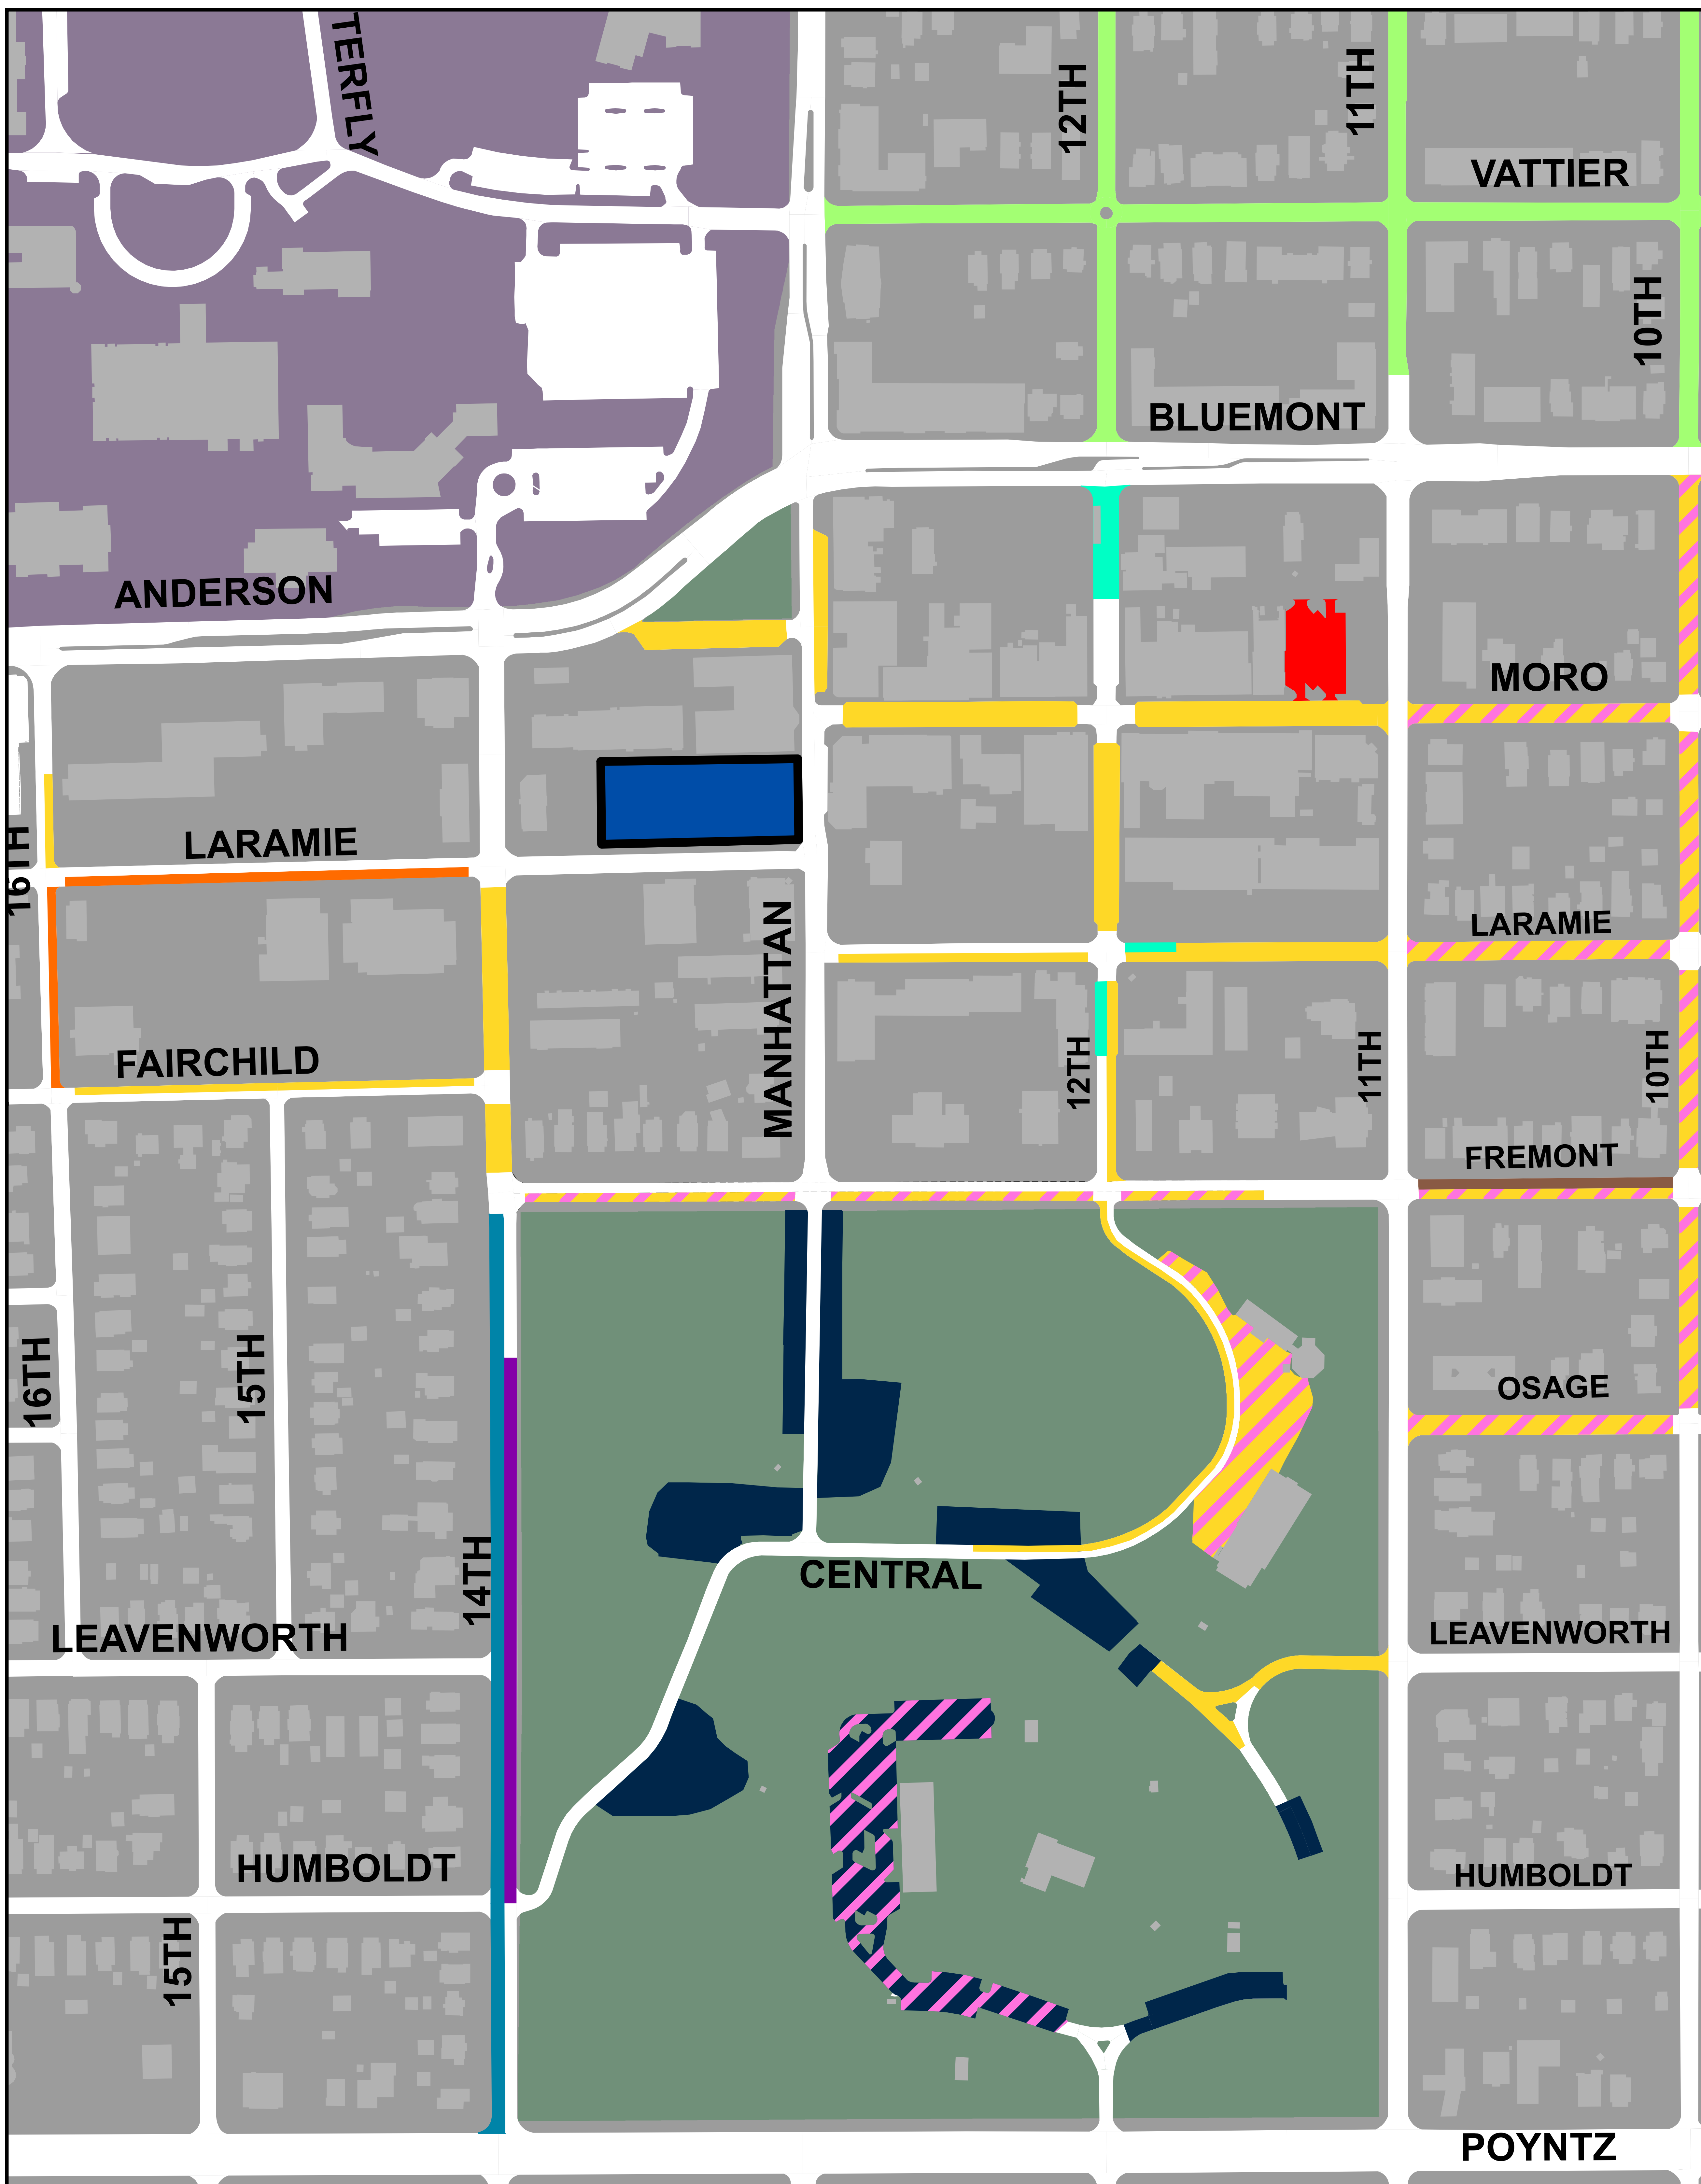 TERFLY
12TH
11TH
VATTIER
10TH
BLUEMONT
ANDERSON
MORO
LARAMIE
16TH
MANHATTAN
LARAMIE
FAIRCHILD
12TH
11TH
10TH
FREMONT
16TH
15TH
OSAGE
14TH
CENTRAL
LEAVENWORTH
LEAVENWORTH
HUMBOLDT
HUMBOLDT
15TH
POYNTZ